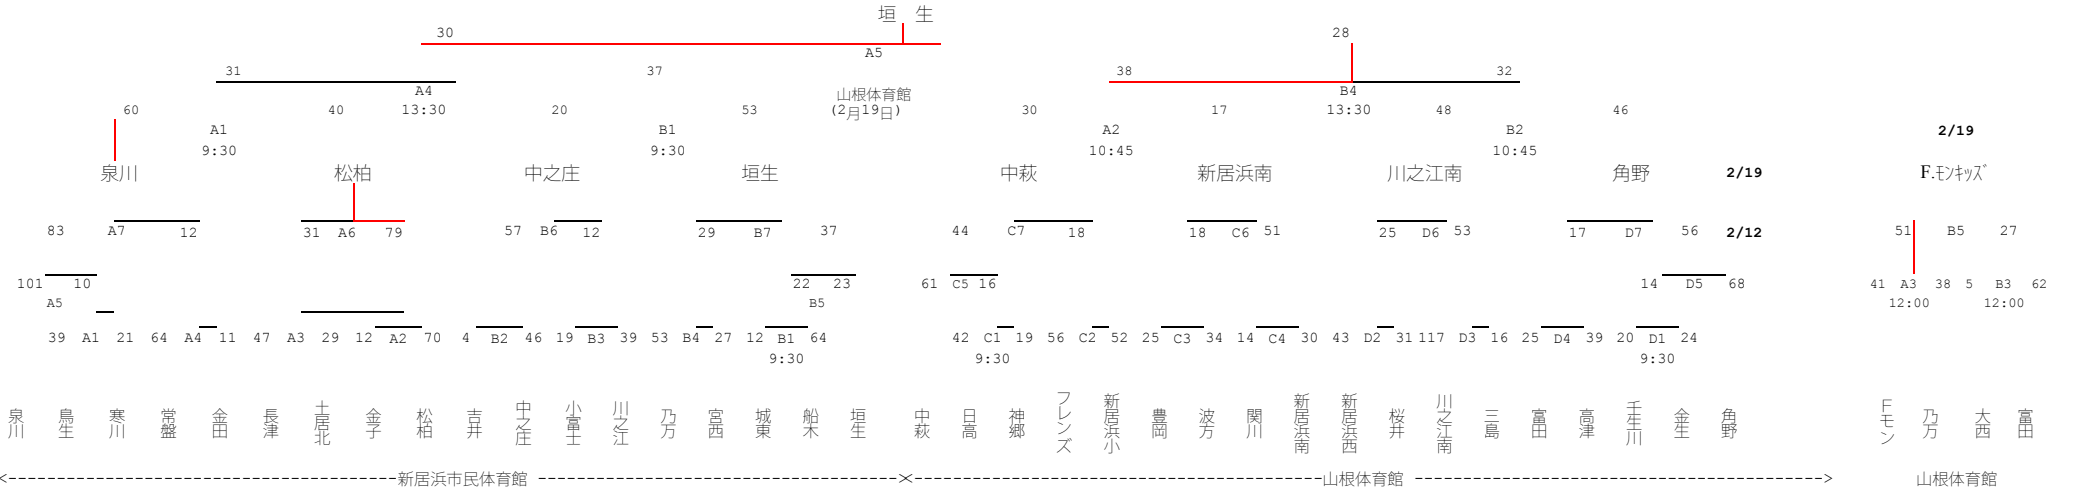 垣 生
30 28
A5
31 37 38 32
A4 山根体育館 B4
60 40 13:30 20 53 (2月19日) 30 17 13:30 48 46
A1 B1 A2 B2 2/19
9:30 9:30 10:45 10:45
泉川 松柏 中之庄 垣生 中萩 新居浜南 川之江南 角野 2/19 F.モンキッズ
83 A7 12 31 A6 79 57 B6 12 29 B7 37 44 C7 18 18 C6 51 25 D6 53 17 D7 56 2/12 51 B5 27
101 10 22 23 61 C5 16 14 D5 68 41 A3 38 5 B3 62
A5 B5 12:00 12:00
39 A1 21 64 A4 11 47 A3 29 12 A2 70 4 B2 46 19 B3 39 53 B4 27 12 B1 64 42 C1 19 56 C2 52 25 C3 34 14 C4 30 43 D2 31 117 D3 16 25 D4 39 20 D1 24
9:30 9:30 9:30
泉川 鳥生 寒川 常盤 金田 長津 土居北 金子 松柏 吉井 中之庄 小富士 川之江 乃万 宮西 城東 船木 垣生 中萩 日高 神郷 フレンズ 新居浜小 豊岡 波方 関川 新居浜南 新居浜西 桜井 川之江南 三島 富田 高津 壬生川 金生 角野 Fモン 乃万 大西 富田
<----------------------------------------新居浜市民体育館 -------------------------------------><------------------------------------------山根体育館 ------------------------------------------> 山根体育館